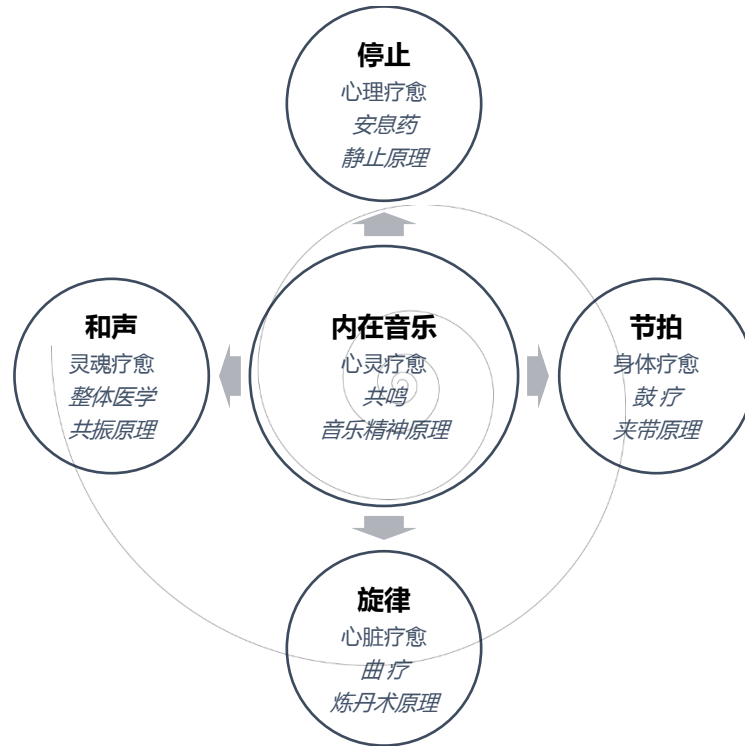 停止
心理疗愈
安息药
静止原理
和声
灵魂疗愈
整体医学
共振原理
内在音乐
心灵疗愈
共鸣
音乐精神原理
节拍
身体疗愈
鼓疗
夹带原理
旋律
心脏疗愈
曲疗
炼丹术原理